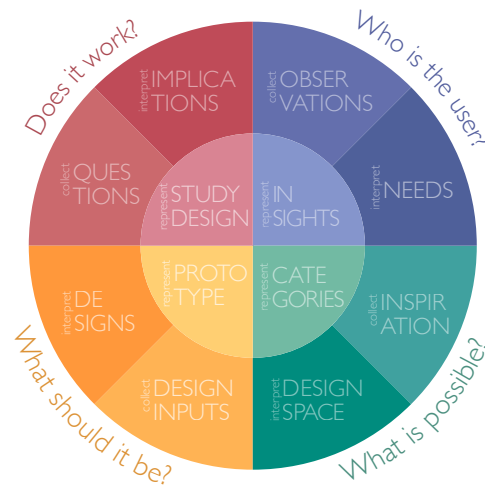 Does it work?
Who is the user?
interpret
IMPLICA
TIONS
collect
OBSER
VATIONS
collect
QUES
TIONS
interpret
NEEDS
represent
STUDY
DESIGN
represent
IN
SIGHTS
represent
PROTO
TYPE
represent
CATE
GORIES
interpret
DE
SIGNS
collect
INSPIR
ATION
collect
DESIGN
INPUTS
interpret
DESIGN
SPACE
What should it be?
What is possible?